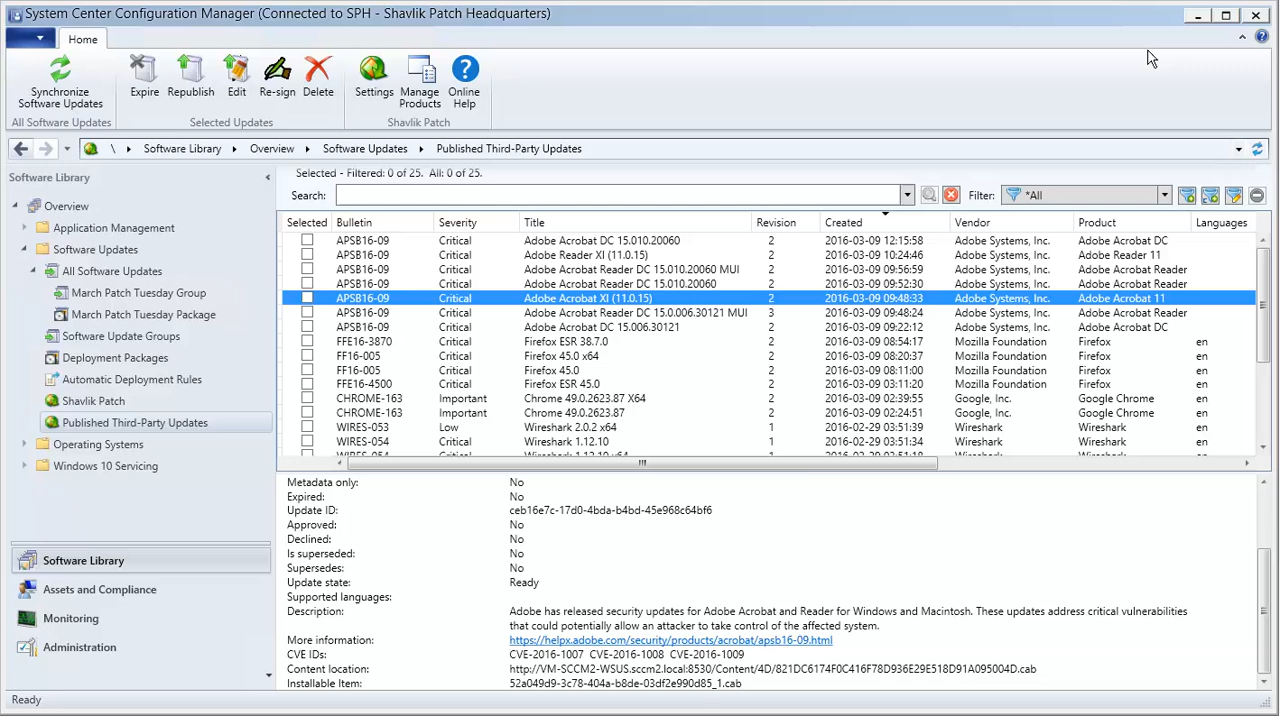 System Center Configuration Manager (Connected to SPH - Shavlik Patch Headquarters)
Home
Synchronize Software Updates
Expire
Republish
Edit
Re-sign
Delete
Settings
Manage Products
Online Help
All Software Updates
Selected Updates
Shavlik Patch
\ Software Library Overview Software Updates Published Third-Party Updates
Software Library
Overview
Application Management
Software Updates
All Software Updates
March Patch Tuesday Group
March Patch Tuesday Package
Software Update Groups
Deployment Packages
Automatic Deployment Rules
Shavlik Patch
Published Third-Party Updates
Operating Systems
Windows 10 Servicing
Software Library
Assets and Compliance
Monitoring
Administration
Selected - Filtered: 0 of 25. All: 0 of 25.
Search:
Filter: *All
Selected Bulletin Severity Title Revision Created Vendor Product Languages
APSB16-09 Critical Adobe Acrobat DC 15.010.20060 2 2016-03-09 12:15:58 Adobe Systems, Inc. Adobe Acrobat DC
APSB16-09 Critical Adobe Reader XI (11.0.15) 2 2016-03-09 10:24:46 Adobe Systems, Inc. Adobe Reader 11
APSB16-09 Critical Adobe Acrobat Reader DC 15.010.20060 MUI 2 2016-03-09 09:56:59 Adobe Systems, Inc. Adobe Acrobat Reader
APSB16-09 Critical Adobe Acrobat Reader DC 15.010.20060 2 2016-03-09 09:52:30 Adobe Systems, Inc. Adobe Acrobat Reader
APSB16-09 Critical Adobe Acrobat XI (11.0.15) 2 2016-03-09 09:48:33 Adobe Systems, Inc. Adobe Acrobat 11
APSB16-09 Critical Adobe Acrobat Reader DC 15.0.006.30121 MUI 3 2016-03-09 09:48:24 Adobe Systems, Inc. Adobe Acrobat Reader
APSB16-09 Critical Adobe Acrobat DC 15.006.30121 2 2016-03-09 09:22:12 Adobe Systems, Inc. Adobe Acrobat DC
FFE16-3870 Critical Firefox ESR 38.7.0 2 2016-03-09 08:54:17 Mozilla Foundation Firefox en
FF16-005 Critical Firefox 45.0 x64 2 2016-03-09 08:20:37 Mozilla Foundation Firefox en
FF16-005 Critical Firefox 45.0 2 2016-03-09 08:11:00 Mozilla Foundation Firefox en
FFE16-4500 Critical Firefox ESR 45.0 2 2016-03-09 03:11:20 Mozilla Foundation Firefox en
CHROME-163 Important Chrome 49.0.2623.87 X64 2 2016-03-09 02:39:55 Google, Inc. Google Chrome en
CHROME-163 Important Chrome 49.0.2623.87 2 2016-03-09 02:24:51 Google, Inc. Google Chrome en
WIRES-053 Low Wireshark 2.0.2 x64 1 2016-02-29 03:51:39 Wireshark Wireshark en
WIRES-054 Critical Wireshark 1.12.10 1 2016-02-29 03:51:34 Wireshark Wireshark en
WIRES-054 Critical Wireshark 1.12.10 x64 1 2016-02-29 03:51:18 Wireshark Wireshark en
Metadata only: No
Expired: No
Update ID: ceb16e7c-17d0-4bda-b4bd-45e968c64bf6
Approved: No
Declined: No
Is superseded: No
Supersedes: No
Update state: Ready
Supported languages:
Description: Adobe has released security updates for Adobe Acrobat and Reader for Windows and Macintosh. These updates address critical vulnerabilities
that could potentially allow an attacker to take control of the affected system.
More information: https://helpx.adobe.com/security/products/acrobat/apsb16-09.html
CVE IDs: CVE-2016-1007 CVE-2016-1008 CVE-2016-1009
Content location: http://VM-SCCM2-WSUS.sccm2.local:8530/Content/4D/821DC6174F0C416F78D936E29E518D91A095004D.cab
Installable Item: 52a049d9-3c78-404a-b8de-03df2e990d85_1.cab
Ready